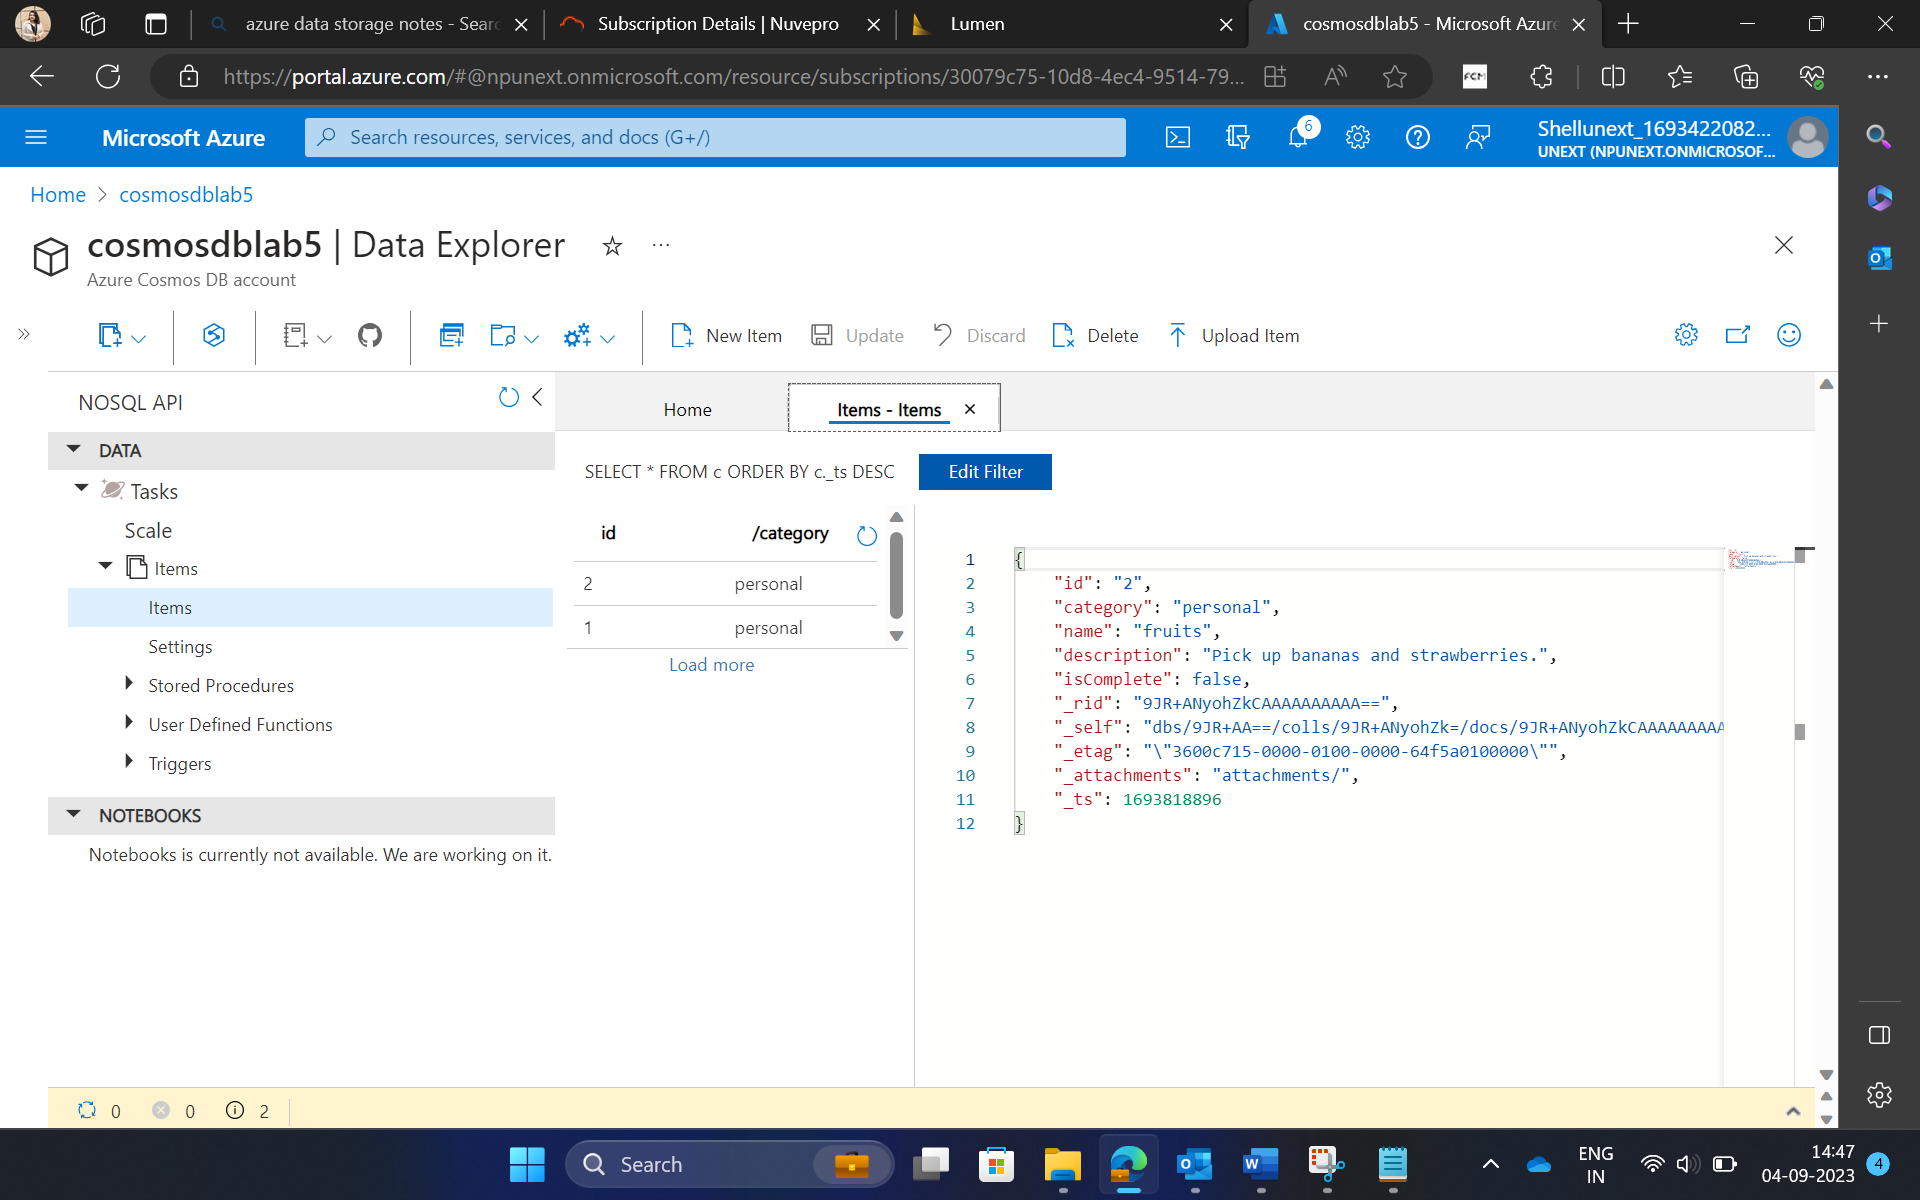 azure data storage notes - Searc
Subscription Details | Nuvepro
Lumen
cosmosdblab5 - Microsoft Azure
https://portal.azure.com/#@npunext.onmicrosoft.com/resource/subscriptions/30079c75-10d8-4ec4-9514-79...
FCM
Microsoft Azure
Search resources, services, and docs (G+/)
6
Shellunext_1693422082...
UNEXT (NPUNEXT.ONMICROSOF...
Home > cosmosdblab5
cosmosdblab5 | Data Explorer
Azure Cosmos DB account
New Item
Update
Discard
Delete
Upload Item
NOSQL API
DATA
Tasks
Scale
Items
Items
Settings
Stored Procedures
User Defined Functions
Triggers
NOTEBOOKS
Notebooks is currently not available. We are working on it.
Home
Items - Items
SELECT * FROM c ORDER BY c._ts DESC
Edit Filter
id /category
2 personal
1 personal
Load more
1 {
2 "id": "2",
3 "category": "personal",
4 "name": "fruits",
5 "description": "Pick up bananas and strawberries.",
6 "isComplete": false,
7 "_rid": "9JR+ANyohZkCAAAAAAAAAA==",
8 "_self": "dbs/9JR+AA==/colls/9JR+ANyohZk=/docs/9JR+ANyohZkCAAAAAAAAA
9 "_etag": "\"3600c715-0000-0100-0000-64f5a0100000\"",
10 "_attachments": "attachments/",
11 "_ts": 1693818896
12 }
0 0 2
Search
ENG
IN
14:47
04-09-2023
4